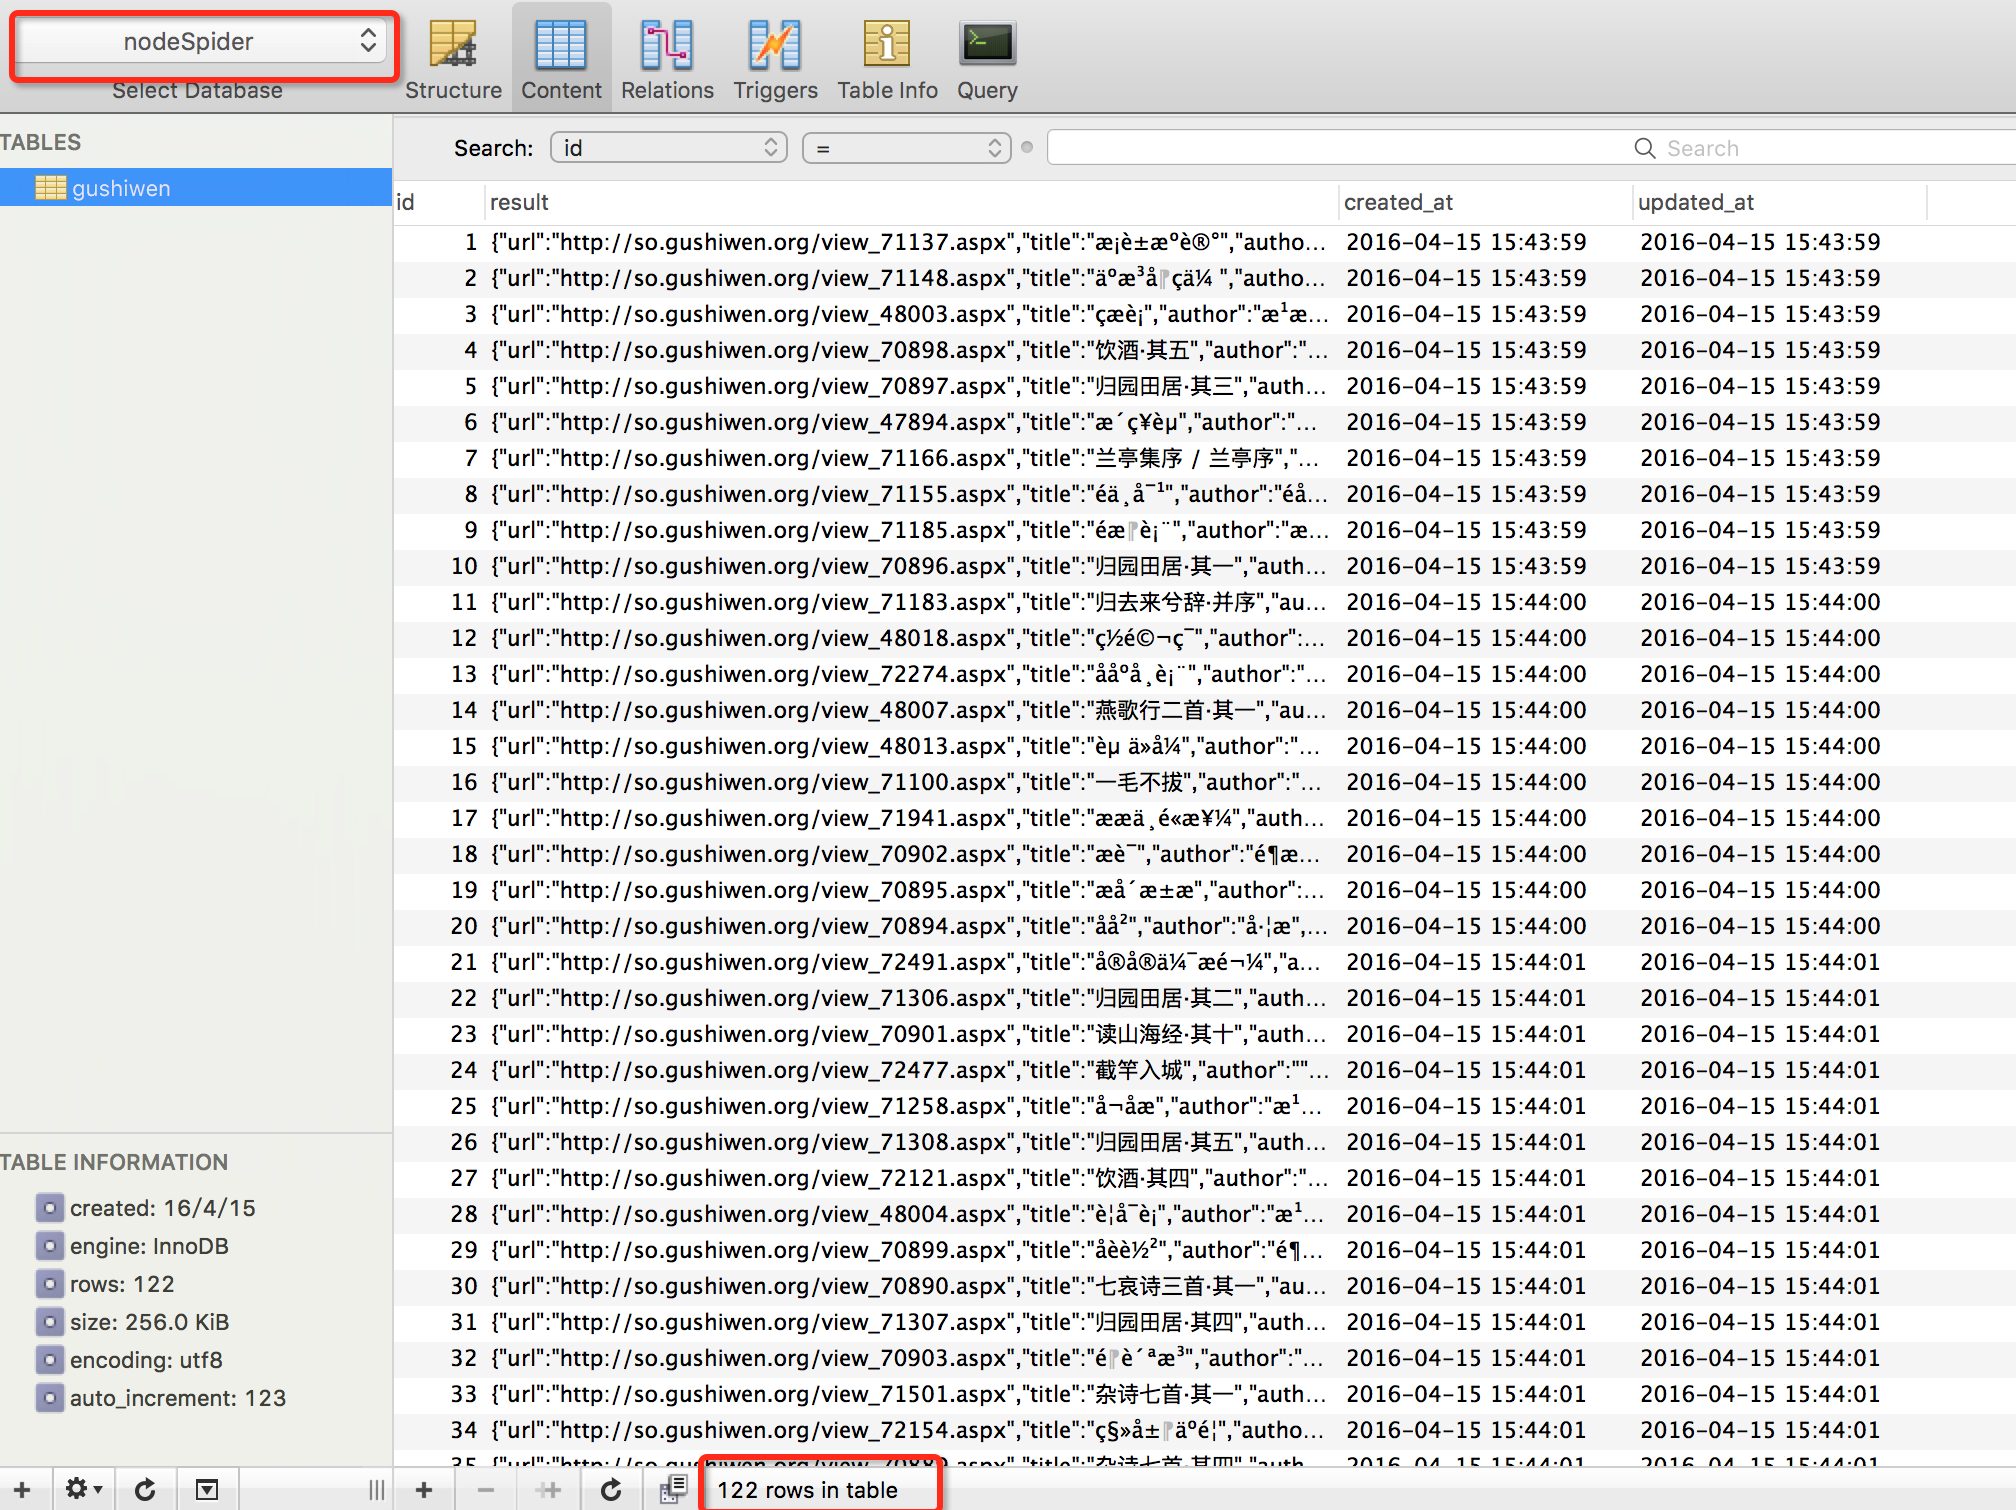 nodeSpider
Select Database
Structure
Content
Relations
Triggers
Table Info
Query
TABLES
gushiwen
Search: id = Search
id result created_at updated_at
1 {"url":"http://so.gushiwen.org/view_71137.aspx","title":"æ¡è±æºè®°","autho... 2016-04-15 15:43:59 2016-04-15 15:43:59
2 {"url":"http://so.gushiwen.org/view_71148.aspx","title":"äºæ³åçä¼ ","autho... 2016-04-15 15:43:59 2016-04-15 15:43:59
3 {"url":"http://so.gushiwen.org/view_48003.aspx","title":"çæè¡","author":"æ¹æ... 2016-04-15 15:43:59 2016-04-15 15:43:59
4 {"url":"http://so.gushiwen.org/view_70898.aspx","title":"饮酒·其五","author":"... 2016-04-15 15:43:59 2016-04-15 15:43:59
5 {"url":"http://so.gushiwen.org/view_70897.aspx","title":"归园田居·其三","auth... 2016-04-15 15:43:59 2016-04-15 15:43:59
6 {"url":"http://so.gushiwen.org/view_47894.aspx","title":"æ´ç¥èµ","author":"... 2016-04-15 15:43:59 2016-04-15 15:43:59
7 {"url":"http://so.gushiwen.org/view_71166.aspx","title":"兰亭集序 / 兰亭序","... 2016-04-15 15:43:59 2016-04-15 15:43:59
8 {"url":"http://so.gushiwen.org/view_71155.aspx","title":"éä¸å¯¹","author":"éå... 2016-04-15 15:43:59 2016-04-15 15:43:59
9 {"url":"http://so.gushiwen.org/view_71185.aspx","title":"éæè¡¨","author":"æ... 2016-04-15 15:43:59 2016-04-15 15:43:59
10 {"url":"http://so.gushiwen.org/view_70896.aspx","title":"归园田居·其一","auth... 2016-04-15 15:43:59 2016-04-15 15:43:59
11 {"url":"http://so.gushiwen.org/view_71183.aspx","title":"归去来兮辞·并序","au... 2016-04-15 15:44:00 2016-04-15 15:44:00
12 {"url":"http://so.gushiwen.org/view_48018.aspx","title":"ç½é©¬ç¯","author":... 2016-04-15 15:44:00 2016-04-15 15:44:00
13 {"url":"http://so.gushiwen.org/view_72274.aspx","title":"ååºå¸è¡¨","author":"... 2016-04-15 15:44:00 2016-04-15 15:44:00
14 {"url":"http://so.gushiwen.org/view_48007.aspx","title":"燕歌行二首·其一","au... 2016-04-15 15:44:00 2016-04-15 15:44:00
15 {"url":"http://so.gushiwen.org/view_48013.aspx","title":"èµ ä»å¼","author":"... 2016-04-15 15:44:00 2016-04-15 15:44:00
16 {"url":"http://so.gushiwen.org/view_71100.aspx","title":"一毛不拔","author":"... 2016-04-15 15:44:00 2016-04-15 15:44:00
17 {"url":"http://so.gushiwen.org/view_71941.aspx","title":"ææä¸é«æ¥¼","auth... 2016-04-15 15:44:00 2016-04-15 15:44:00
18 {"url":"http://so.gushiwen.org/view_70902.aspx","title":"æè¯","author":"é¶æ... 2016-04-15 15:44:00 2016-04-15 15:44:00
19 {"url":"http://so.gushiwen.org/view_70895.aspx","title":"æå´æ±æ","author":... 2016-04-15 15:44:00 2016-04-15 15:44:00
20 {"url":"http://so.gushiwen.org/view_70894.aspx","title":"åå²","author":"å·¦æ",... 2016-04-15 15:44:00 2016-04-15 15:44:00
21 {"url":"http://so.gushiwen.org/view_72491.aspx","title":"å®å®ä¼¯æé¬¼","a... 2016-04-15 15:44:01 2016-04-15 15:44:01
22 {"url":"http://so.gushiwen.org/view_71306.aspx","title":"归园田居·其二","auth... 2016-04-15 15:44:01 2016-04-15 15:44:01
23 {"url":"http://so.gushiwen.org/view_70901.aspx","title":"读山海经·其十","auth... 2016-04-15 15:44:01 2016-04-15 15:44:01
24 {"url":"http://so.gushiwen.org/view_72477.aspx","title":"截竿入城","author":""... 2016-04-15 15:44:01 2016-04-15 15:44:01
25 {"url":"http://so.gushiwen.org/view_71258.aspx","title":"å¬åæ","author":"æ¹... 2016-04-15 15:44:01 2016-04-15 15:44:01
26 {"url":"http://so.gushiwen.org/view_71308.aspx","title":"归园田居·其五","auth... 2016-04-15 15:44:01 2016-04-15 15:44:01
27 {"url":"http://so.gushiwen.org/view_72121.aspx","title":"饮酒·其四","author":"... 2016-04-15 15:44:01 2016-04-15 15:44:01
28 {"url":"http://so.gushiwen.org/view_48004.aspx","title":"è¦å¯è¡","author":"æ¹... 2016-04-15 15:44:01 2016-04-15 15:44:01
29 {"url":"http://so.gushiwen.org/view_70899.aspx","title":"åèè½²","author":"é¶... 2016-04-15 15:44:01 2016-04-15 15:44:01
30 {"url":"http://so.gushiwen.org/view_70890.aspx","title":"七哀诗三首·其一","au... 2016-04-15 15:44:01 2016-04-15 15:44:01
31 {"url":"http://so.gushiwen.org/view_71307.aspx","title":"归园田居·其四","auth... 2016-04-15 15:44:01 2016-04-15 15:44:01
32 {"url":"http://so.gushiwen.org/view_70903.aspx","title":"éè´ªæ³","author":"... 2016-04-15 15:44:01 2016-04-15 15:44:01
33 {"url":"http://so.gushiwen.org/view_71501.aspx","title":"杂诗七首·其一","auth... 2016-04-15 15:44:01 2016-04-15 15:44:01
34 {"url":"http://so.gushiwen.org/view_72154.aspx","title":"ç§»å±äºé¦","autho... 2016-04-15 15:44:01 2016-04-15 15:44:01
35 {"url":"http://so.gushiwen.org/view_70889.aspx","title":"杂诗七首·其四","auth... 2016-04-15 15:44:01 2016-04-15 15:44:01
TABLE INFORMATION
created: 16/4/15
engine: InnoDB
rows: 122
size: 256.0 KiB
encoding: utf8
auto_increment: 123
122 rows in table